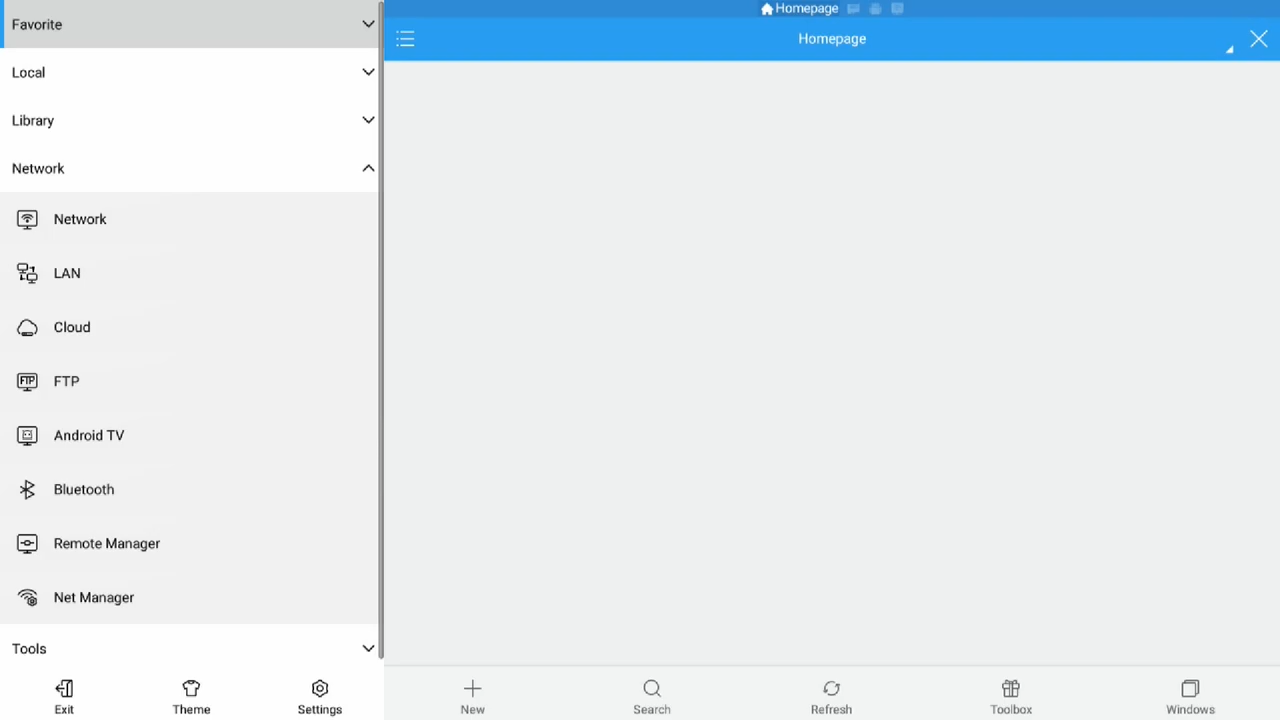 Favorite
Local
Library
Network
Network
LAN
Cloud
FTP
FTP
Android TV
Bluetooth
Remote Manager
Net Manager
Tools
Exit
Theme
Settings
Homepage
Homepage
New
Search
Refresh
Toolbox
Windows